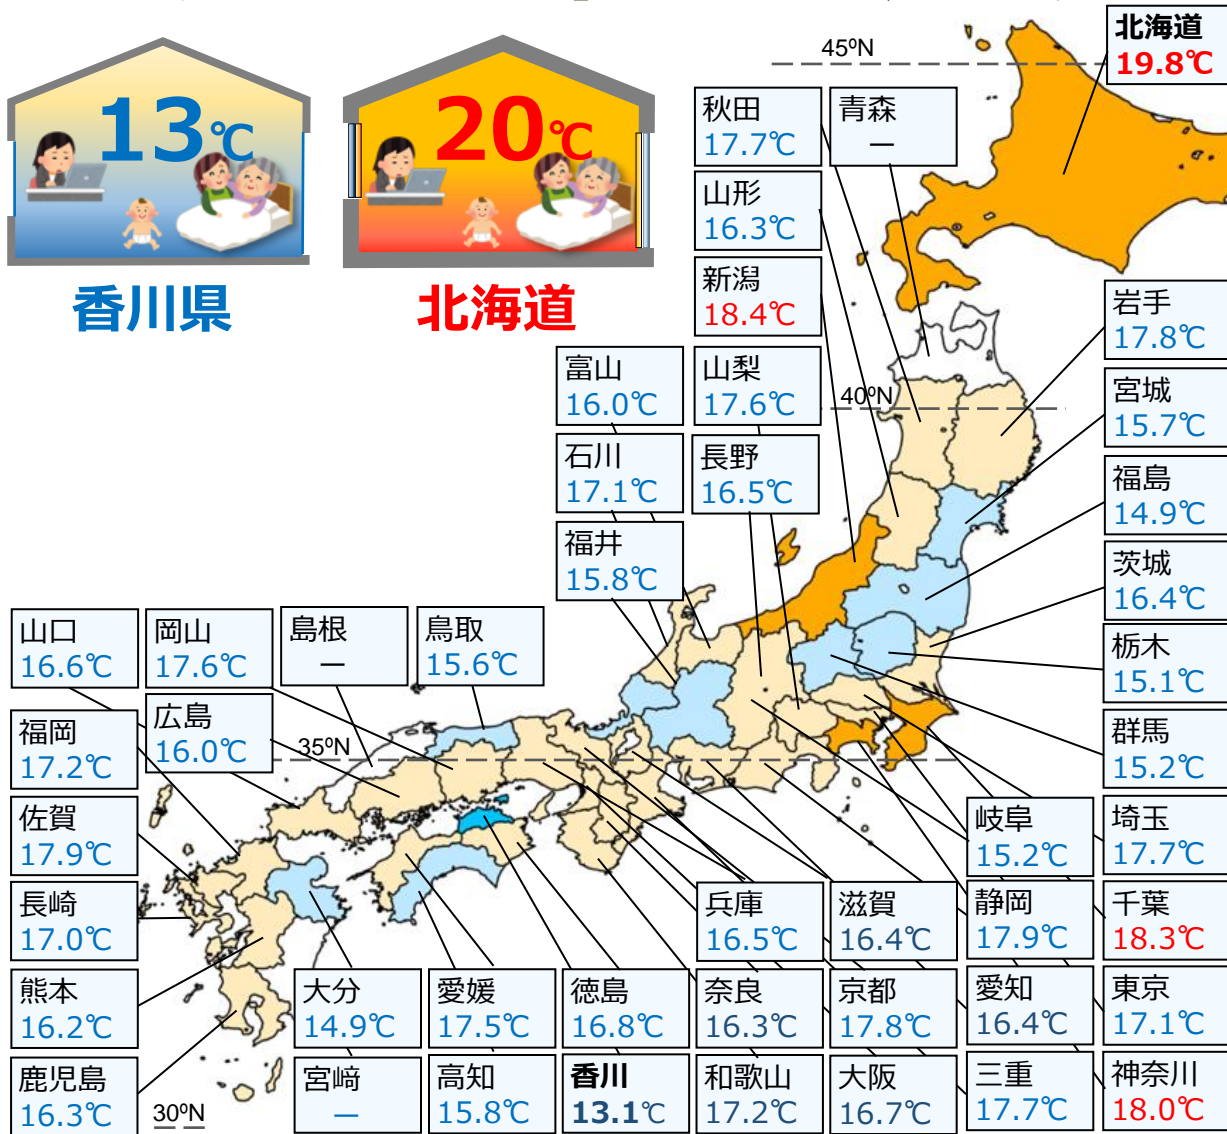 13℃
香川県
20℃
北海道
45⁰N
北海道
19.8℃
秋田
17.7℃
青森
—
山形
16.3℃
新潟
18.4℃
岩手
17.8℃
富山
16.0℃
山梨
17.6℃
40⁰N
宮城
15.7℃
石川
17.1℃
長野
16.5℃
福島
14.9℃
福井
15.8℃
茨城
16.4℃
山口
16.6℃
岡山
17.6℃
島根
—
鳥取
15.6℃
栃木
15.1℃
福岡
17.2℃
広島
16.0℃
35⁰N
群馬
15.2℃
佐賀
17.9℃
岐阜
15.2℃
埼玉
17.7℃
長崎
17.0℃
兵庫
16.5℃
滋賀
16.4℃
静岡
17.9℃
千葉
18.3℃
熊本
16.2℃
大分
14.9℃
愛媛
17.5℃
徳島
16.8℃
奈良
16.3℃
京都
17.8℃
愛知
16.4℃
東京
17.1℃
鹿児島
16.3℃
30⁰N
宮﨑
—
高知
15.8℃
香川
13.1℃
和歌山
17.2℃
大阪
16.7℃
三重
17.7℃
神奈川
18.0℃